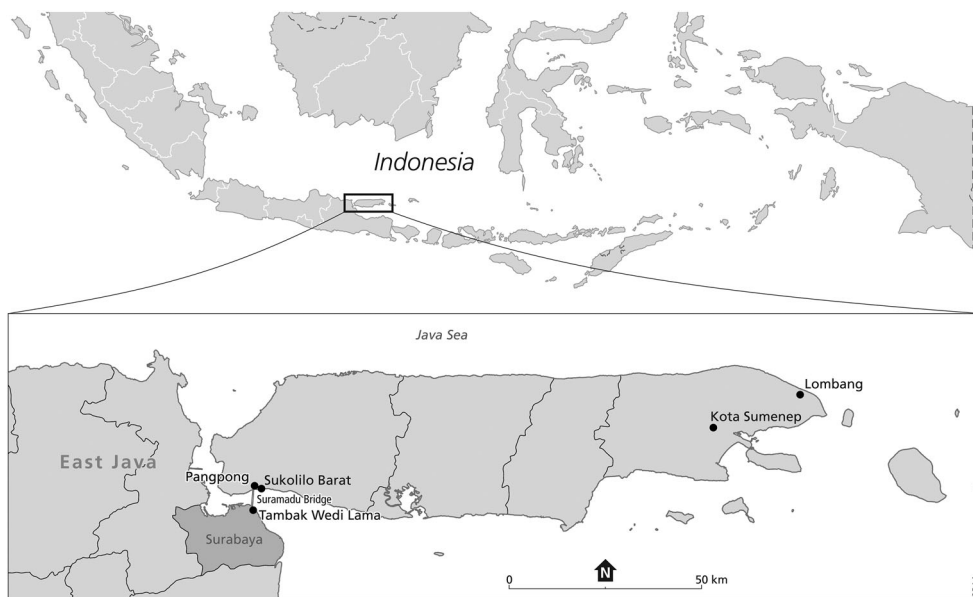 Indonesia
Java Sea
Lombang
Kota Sumenep
East Java
Pangpong
Sukolilo Barat
Suramadu Bridge
Tambak Wedi Lama
Surabaya
N
0 50 km